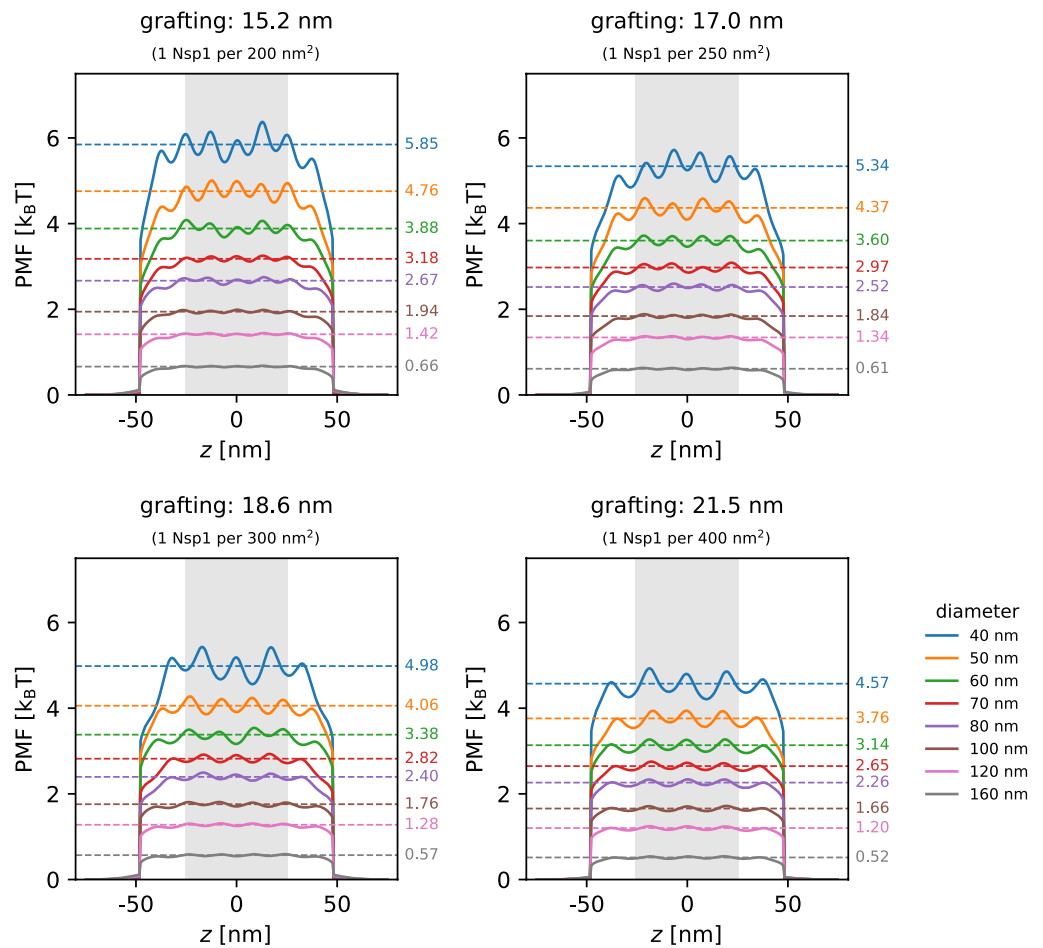 grafting: 15.2 nm
(1 Nsp1 per 200 nm²)
PMF [k_BT]
6
4
2
0
-50
0
50
z [nm]
5.85
4.76
3.88
3.18
2.67
1.94
1.42
0.66
grafting: 17.0 nm
(1 Nsp1 per 250 nm²)
PMF [k_BT]
6
4
2
0
-50
0
50
z [nm]
5.34
4.37
3.60
2.97
2.52
1.84
1.34
0.61
grafting: 18.6 nm
(1 Nsp1 per 300 nm²)
PMF [k_BT]
6
4
2
0
-50
0
50
z [nm]
4.98
4.06
3.38
2.82
2.40
1.76
1.28
0.57
grafting: 21.5 nm
(1 Nsp1 per 400 nm²)
PMF [k_BT]
6
4
2
0
-50
0
50
z [nm]
4.57
3.76
3.14
2.65
2.26
1.66
1.20
0.52
diameter
40 nm
50 nm
60 nm
70 nm
80 nm
100 nm
120 nm
160 nm